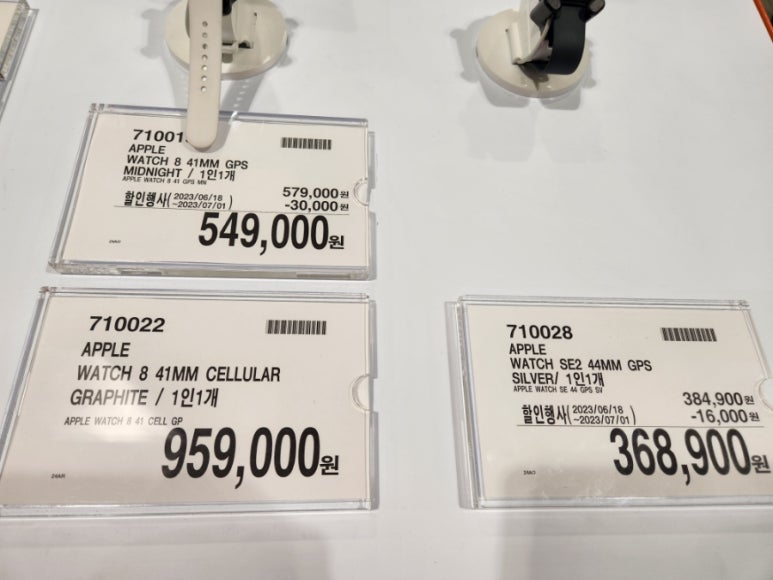 APPLE
WATCH 8 41MM GPS
MIDNIGHT / 1인1개
APPLE WATCH 8 41 GPS MN
579,000원
할인행사(2023/06/18
~2023/07/01)
-30,000원
549,000원
710022
APPLE
WATCH 8 41MM CELLULAR
GRAPHITE / 1인1개
APPLE WATCH 8 41 CELL GP
959,000원
710028
APPLE
WATCH SE2 44MM GPS
SILVER/ 1인1개
APPLE WATCH SE 44 GPS SV
384,900원
할인행사(2023/06/18
~2023/07/01)
-16,000원
368,900원